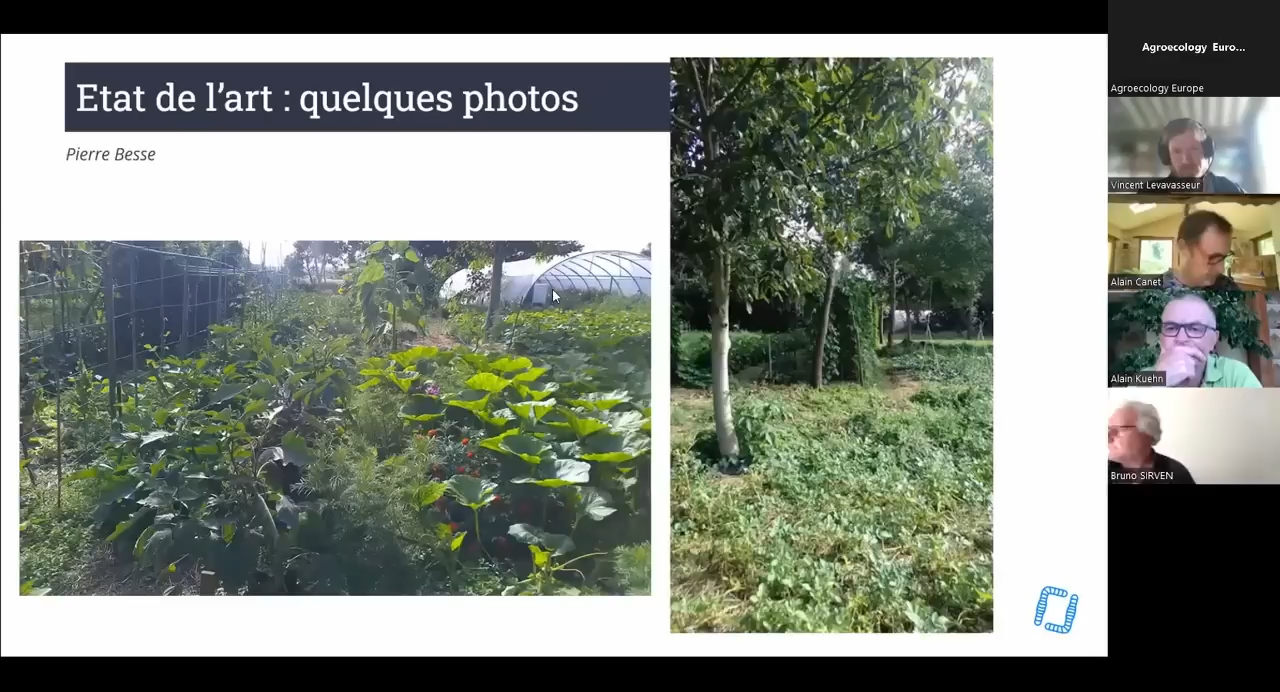 Etat de l’art : quelques photos
Pierre Besse
Agroecology Euro...
Agroecology Europe
Vincent Levavasseur
Alain Canet
Alain Kuehn
Bruno SIRVEN